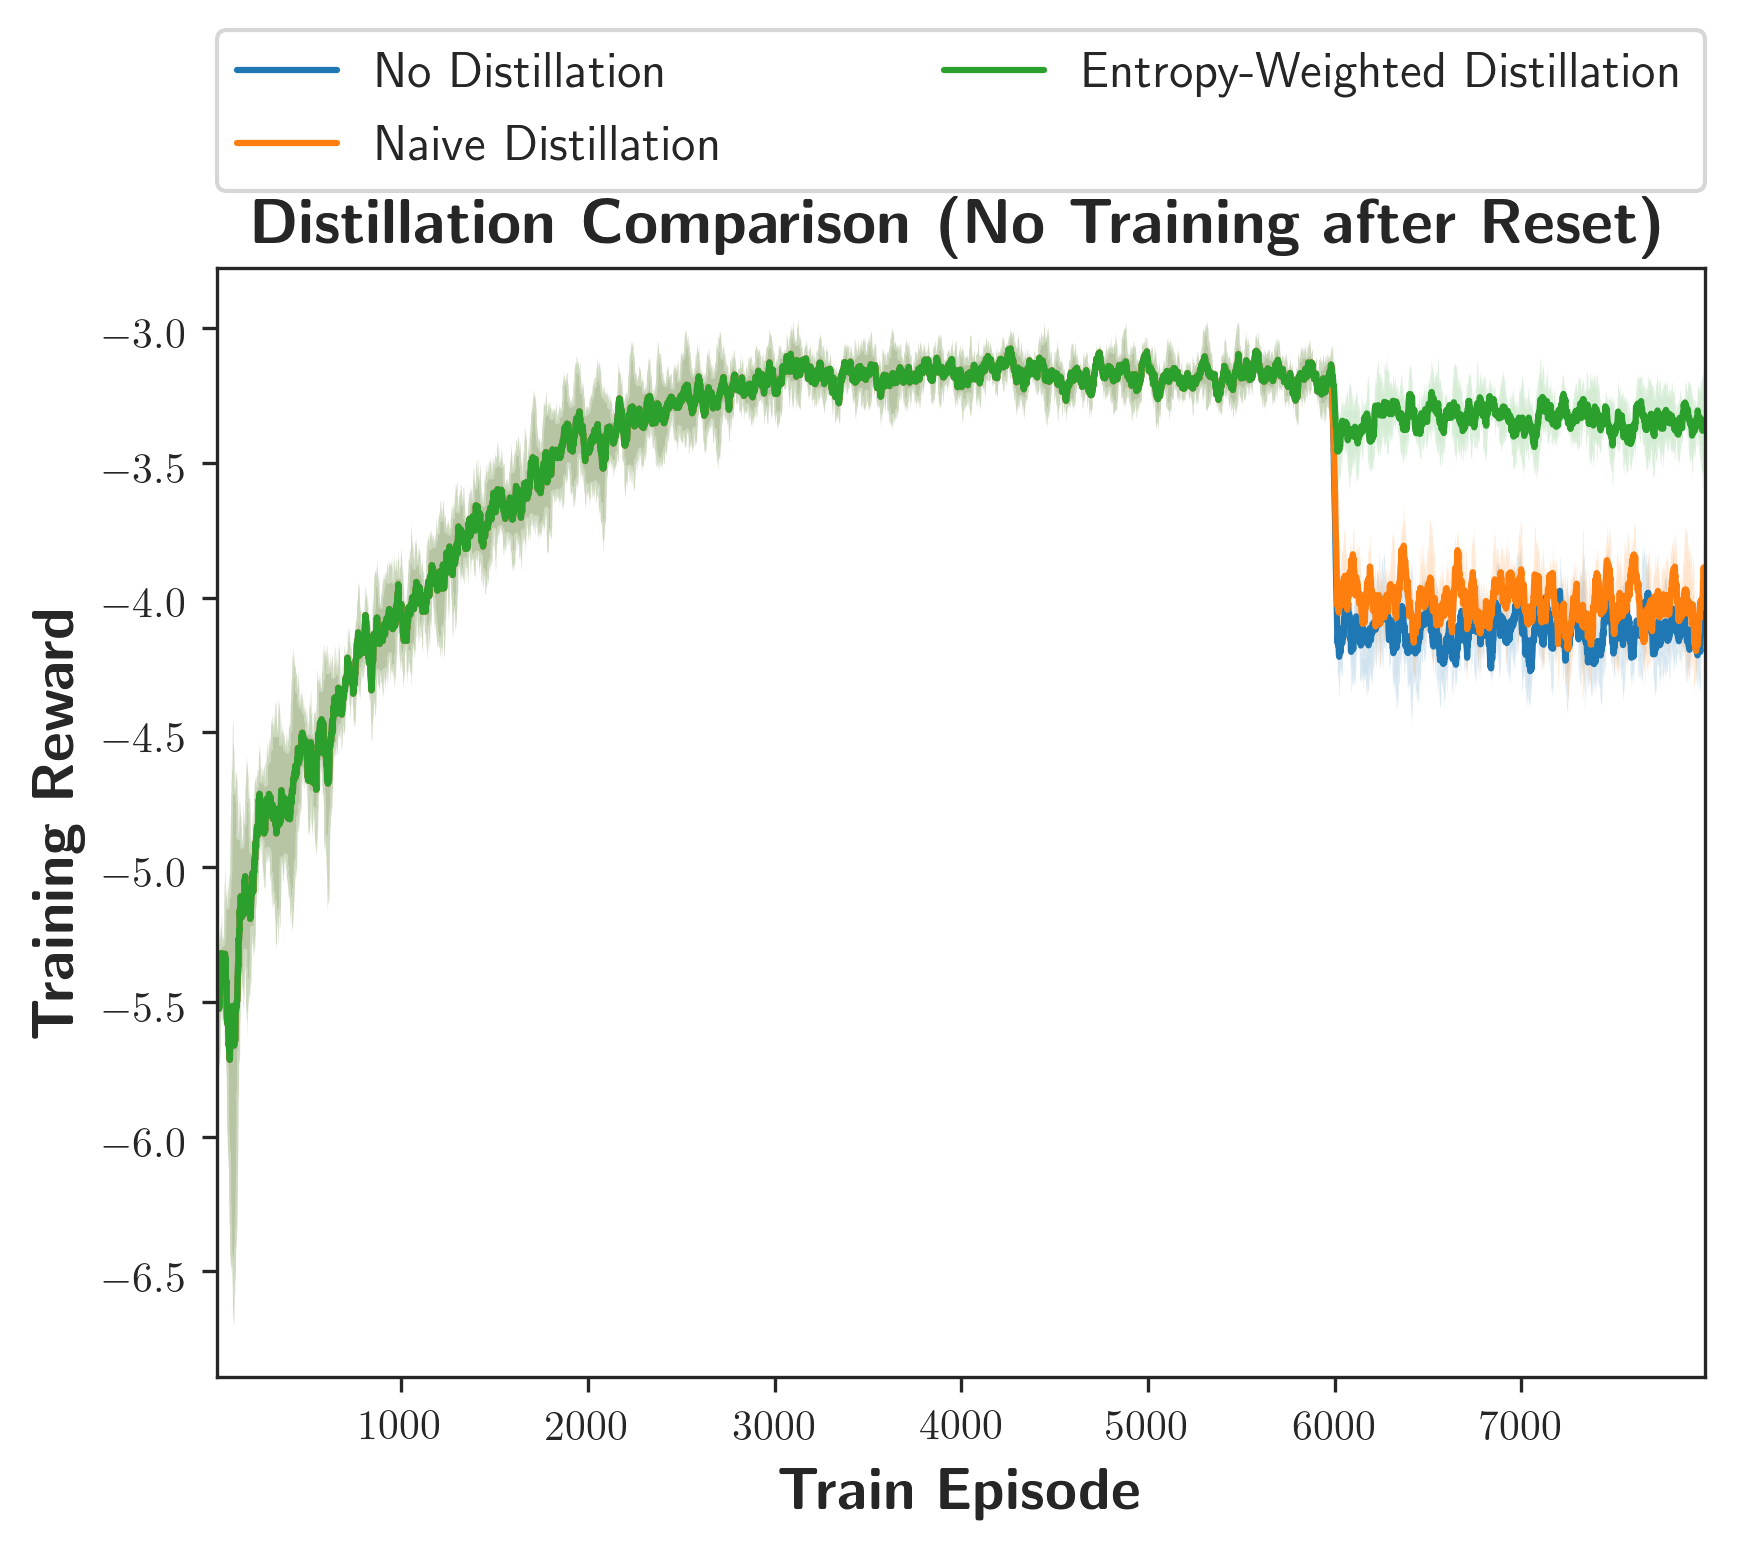 No Distillation
Naive Distillation
Entropy-Weighted Distillation
Distillation Comparison (No Training after Reset)
Training Reward
−3.0
−3.5
−4.0
−4.5
−5.0
−5.5
−6.0
−6.5
1000 2000 3000 4000 5000 6000 7000
Train Episode